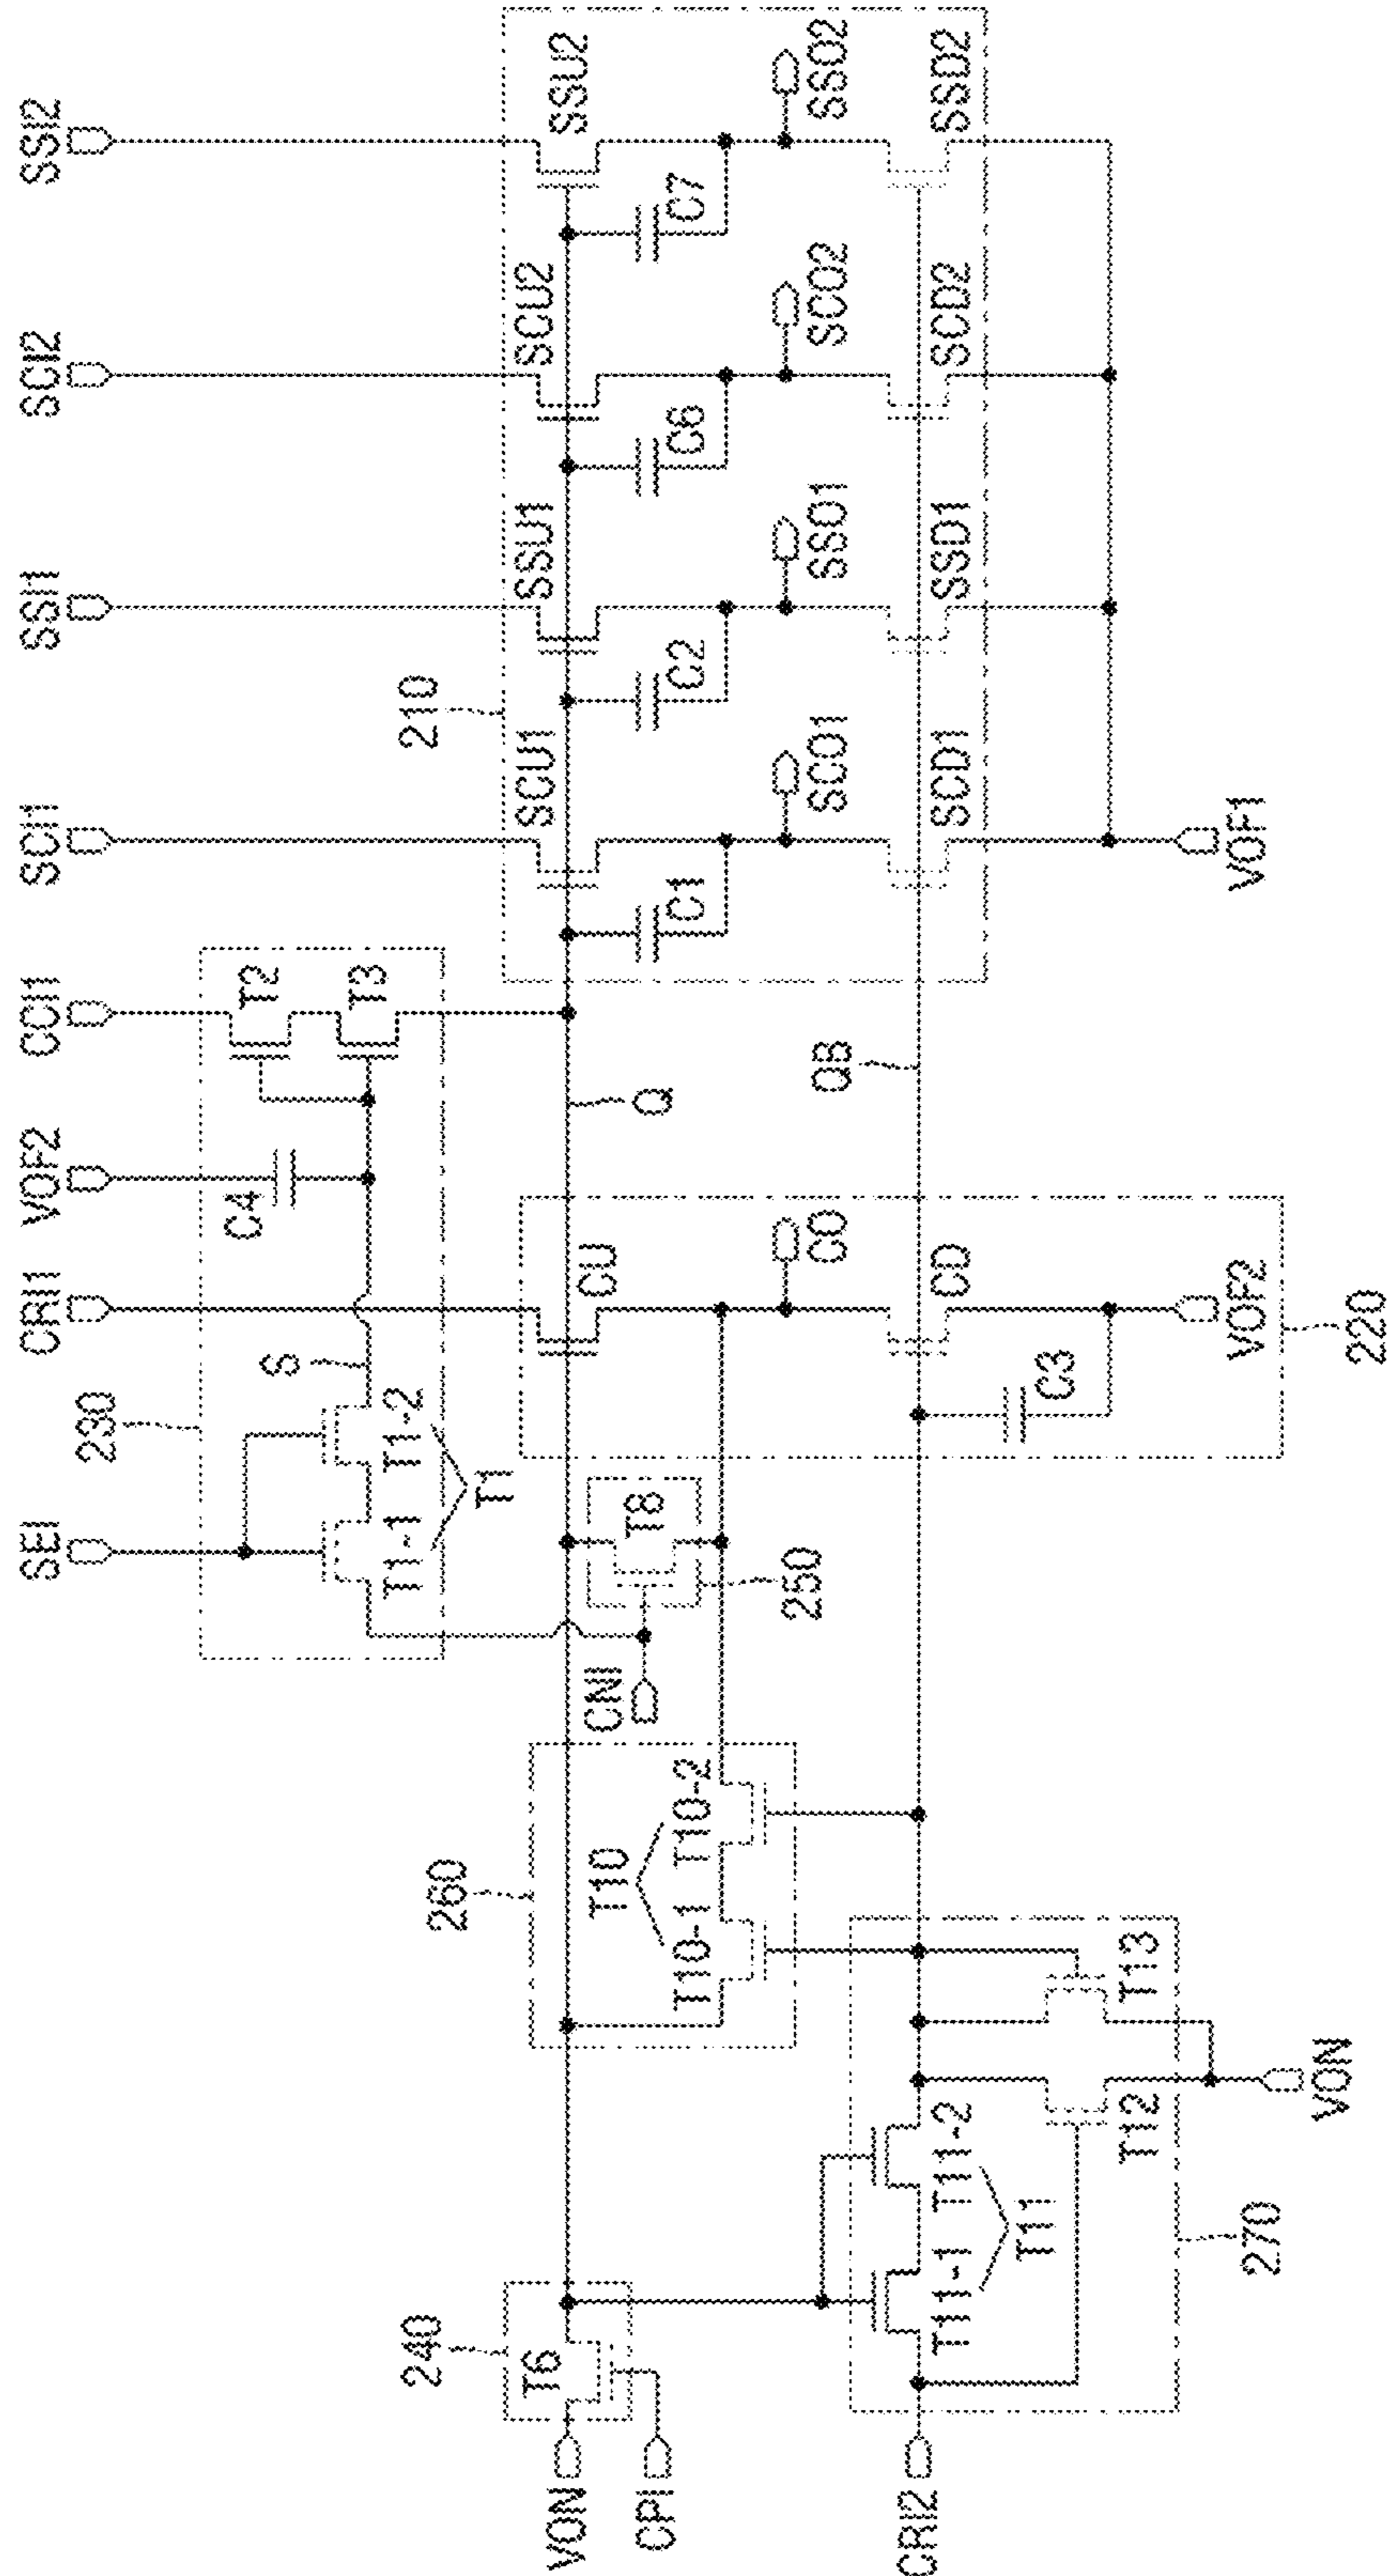 SEI
CRI1
VOF2
CCI1
SCI1
SSI1
SCI2
SSI2
230
T1-1
T1-2
T1
S
C4
T2
T3
210
SCU1
SSU1
SCU2
SSU2
C1
C2
C6
C7
SCO1
SSO1
SCO2
SSO2
SCD1
SSD1
SCD2
SSD2
VOF1
240
T6
VON
CPI
260
T10
T10-1
T10-2
CNI
T8
250
CU
CO
CD
C3
VOF2
220
Q
QB
CRI2
T11-1
T11-2
T11
T12
T13
270
VON